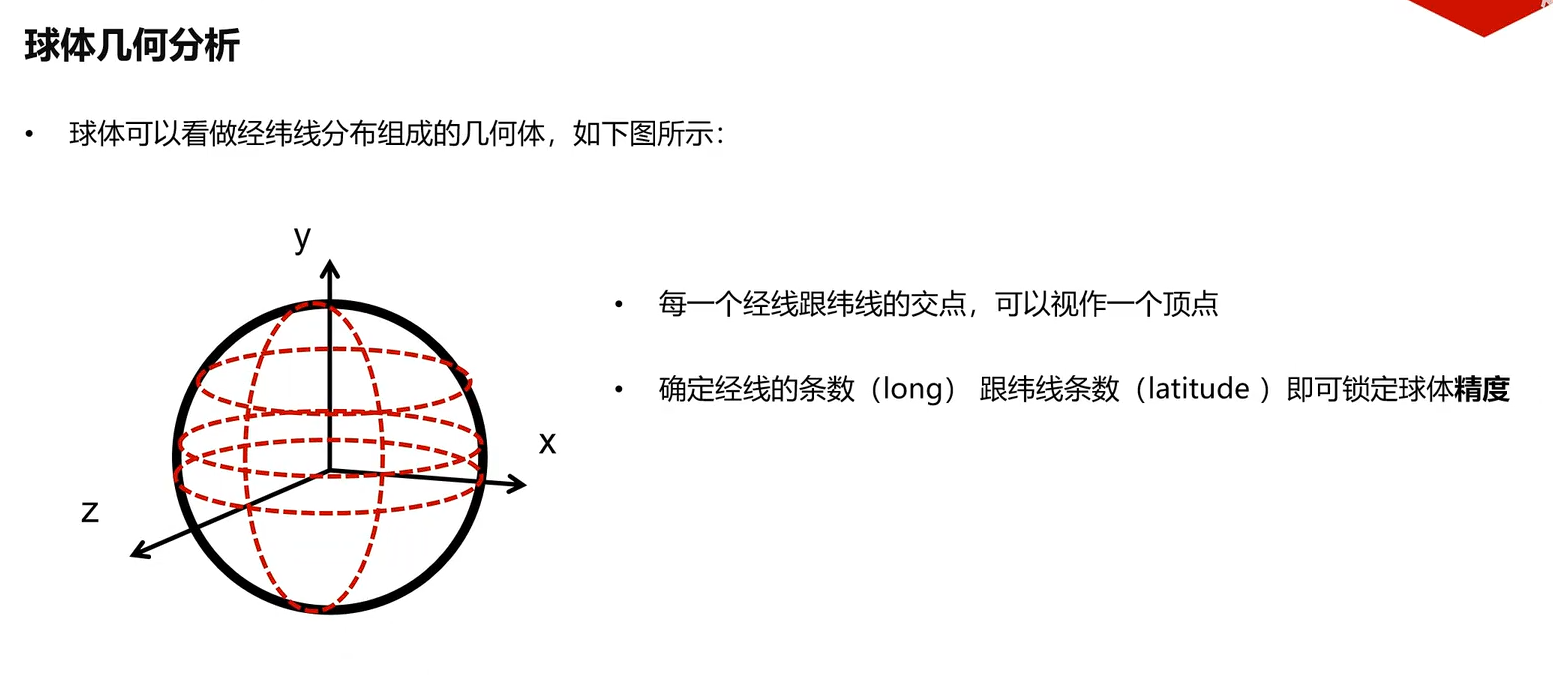 球体几何分析
• 球体可以看做经纬线分布组成的几何体，如下图所示：
y
• 每一个经线跟纬线的交点，可以视作一个顶点
• 确定经线的条数（long） 跟纬线条数（latitude ）即可锁定球体精度
x
z